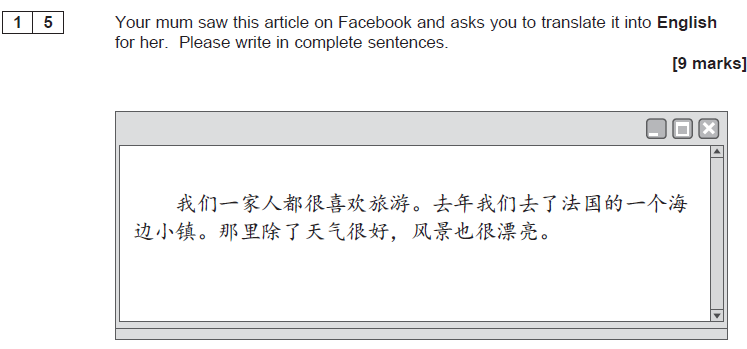 1 5
Your mum saw this article on Facebook and asks you to translate it into English
for her. Please write in complete sentences.
[9 marks]
我们一家人都很喜欢旅游。去年我们去了法国的一个海
边小镇。那里除了天气很好，风景也很漂亮。